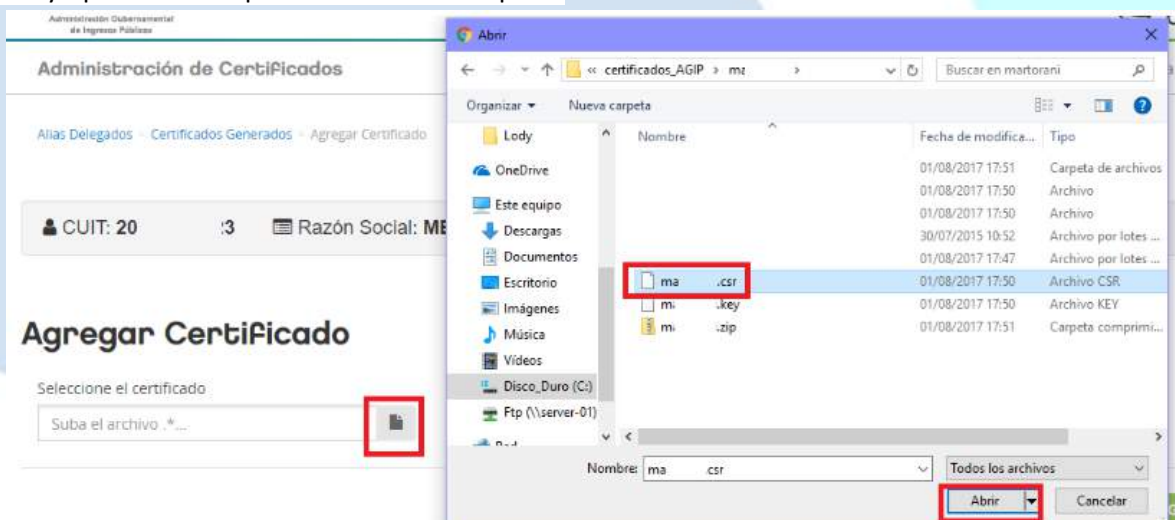 Administración Gubernamental
de Ingresos Públicos
Administración de Certificados
Alias Delegados - Certificados Generados - Agregar Certificado
CUIT: 20 :3 Razón Social: ME
Agregar Certificado
Seleccione el certificado
Suba el archivo .*...
Abrir
« certificados_AGIP > ma >
Buscar en martorani
Organizar
Nueva carpeta
Lody
OneDrive
Este equipo
Descargas
Documentos
Escritorio
Imágenes
Música
Vídeos
Disco_Duro (C:)
Ftp (\\server-01)
Red
Nombre Fecha de modifica... Tipo
01/08/2017 17:51 Carpeta de archivos
01/08/2017 17:50 Archivo
01/08/2017 17:50 Archivo
30/07/2015 10:52 Archivo por lotes ...
01/08/2017 17:47 Archivo por lotes ...
ma .csr 01/08/2017 17:50 Archivo CSR
m .key 01/08/2017 17:50 Archivo KEY
m .zip 01/08/2017 17:51 Carpeta comprimi...
Nombre: ma .csr
Todos los archivos
Abrir
Cancelar